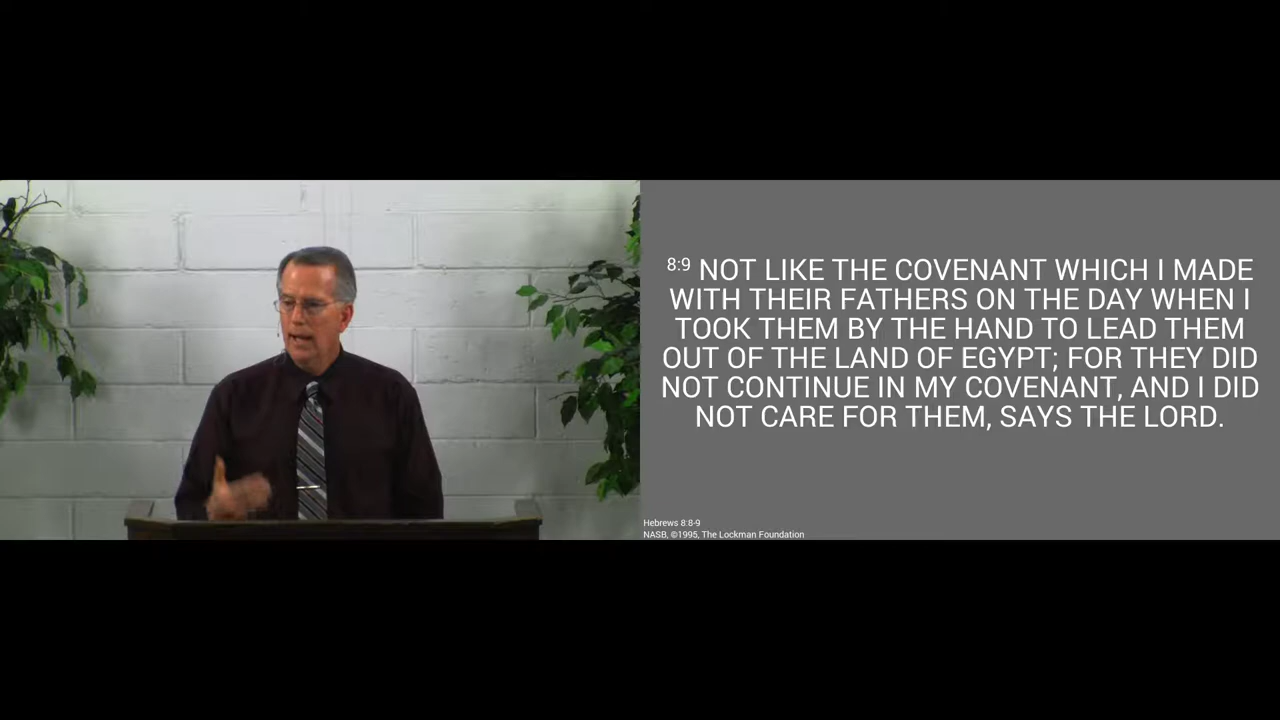 8:9 NOT LIKE THE COVENANT WHICH I MADE
WITH THEIR FATHERS ON THE DAY WHEN I
TOOK THEM BY THE HAND TO LEAD THEM
OUT OF THE LAND OF EGYPT; FOR THEY DID
NOT CONTINUE IN MY COVENANT, AND I DID
NOT CARE FOR THEM, SAYS THE LORD.
Hebrews 8:8-9
NASB, ©1995, The Lockman Foundation